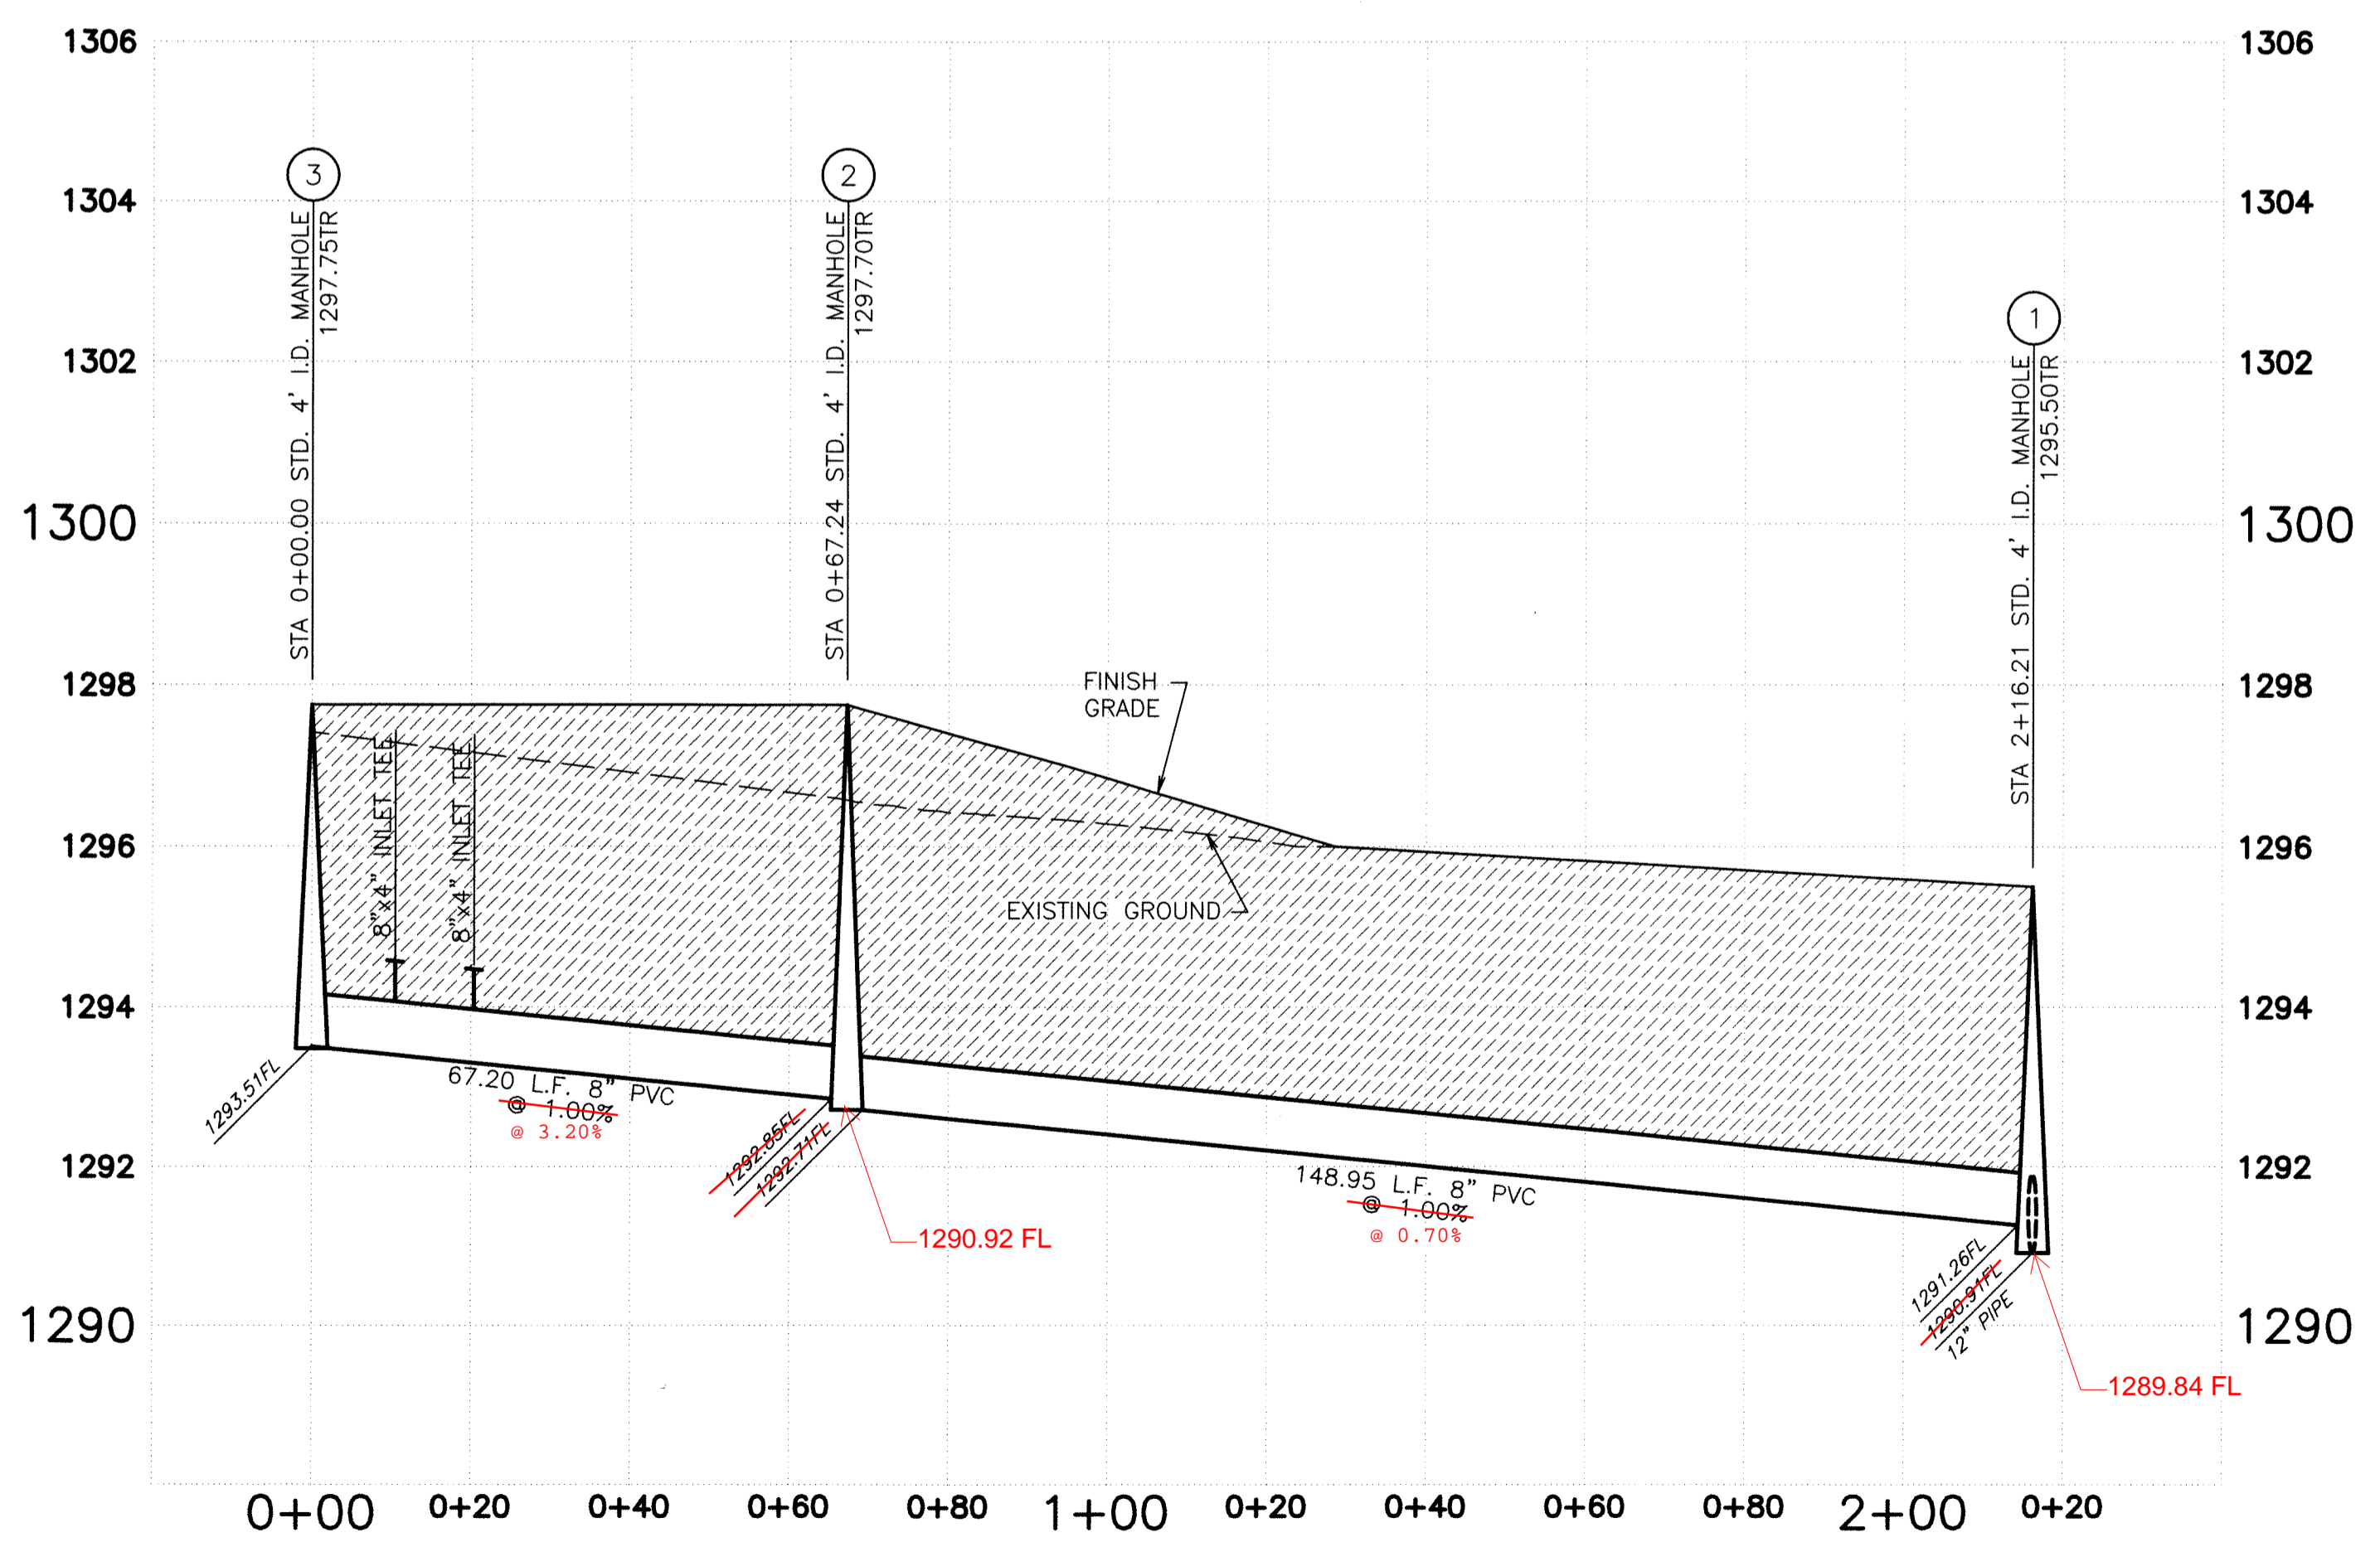 1306
1306
3
2
1304
1304
STA 0+00.00 STD. 4' I.D. MANHOLE
1297.75TR
STA 0+67.24 STD. 4' I.D. MANHOLE
1297.70TR
1
1302
1302
STA 2+16.21 STD. 4' I.D. MANHOLE
1295.50TR
1300
1300
1298
1298
FINISH
GRADE
8"x4" INLET TEE
8"x4" INLET TEE
1296
1296
EXISTING GROUND
1294
1294
1293.51FL
67.20 L.F. 8" PVC
@ 1.00%
@ 3.20%
1292.85FL
1292.71FL
1292
1292
148.95 L.F. 8" PVC
@ 1.00%
@ 0.70%
1290.92 FL
1291.26FL
1290.91FL
12" PIPE
1290
1290
1289.84 FL
0+00
0+20
0+40
0+60
0+80
1+00
0+20
0+40
0+60
0+80
2+00
0+20